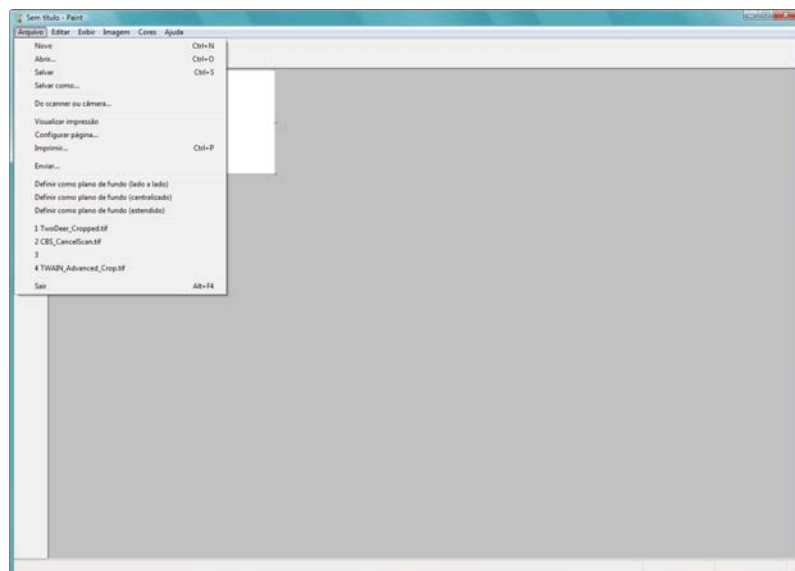 Sem título - Paint
Arquivo Editar Exibir Imagem Cores Ajuda
Novo Ctrl+N
Abrir... Ctrl+O
Salvar Ctrl+S
Salvar como...
Do scanner ou câmera...
Visualizar impressão
Configurar página...
Imprimir... Ctrl+P
Enviar...
Definir como plano de fundo (lado a lado)
Definir como plano de fundo (centralizado)
Definir como plano de fundo (estendido)
1 TwoDeer_Cropped.tif
2 CBS_CancelScan.tif
3
4 TWAIN_Advanced_Crop.tif
Sair Alt+F4